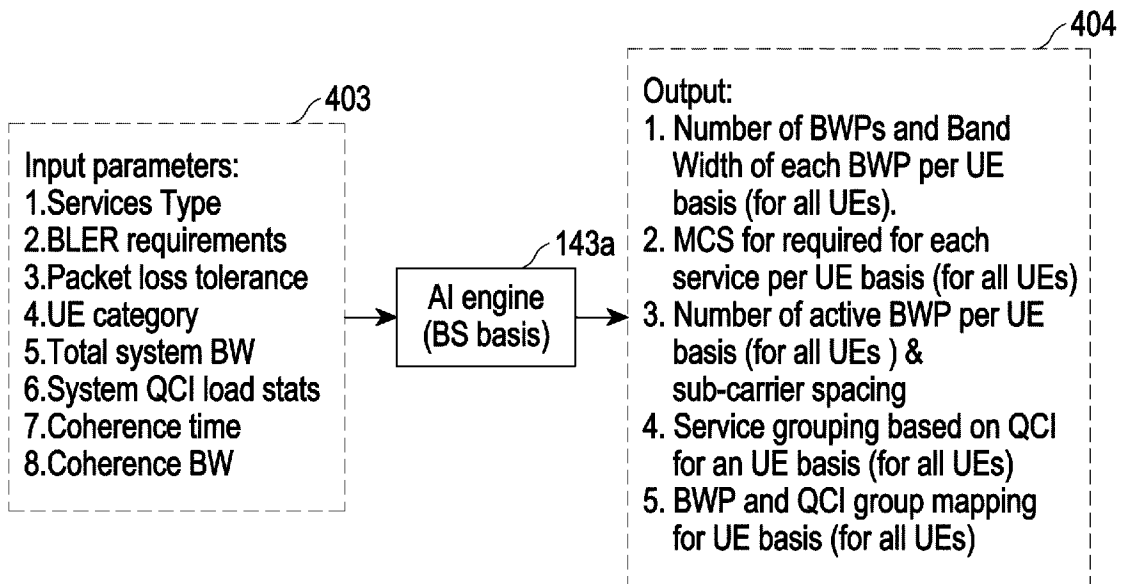 403
Input parameters:
1.Services Type
2.BLER requirements
3.Packet loss tolerance
4.UE category
5.Total system BW
6.System QCI load stats
7.Coherence time
8.Coherence BW
143a
AI engine
(BS basis)
404
Output:
1. Number of BWPs and Band
Width of each BWP per UE
basis (for all UEs).
2. MCS for required for each
service per UE basis (for all UEs)
3. Number of active BWP per UE
basis (for all UEs ) &
sub-carrier spacing
4. Service grouping based on QCI
for an UE basis (for all UEs)
5. BWP and QCI group mapping
for UE basis (for all UEs)